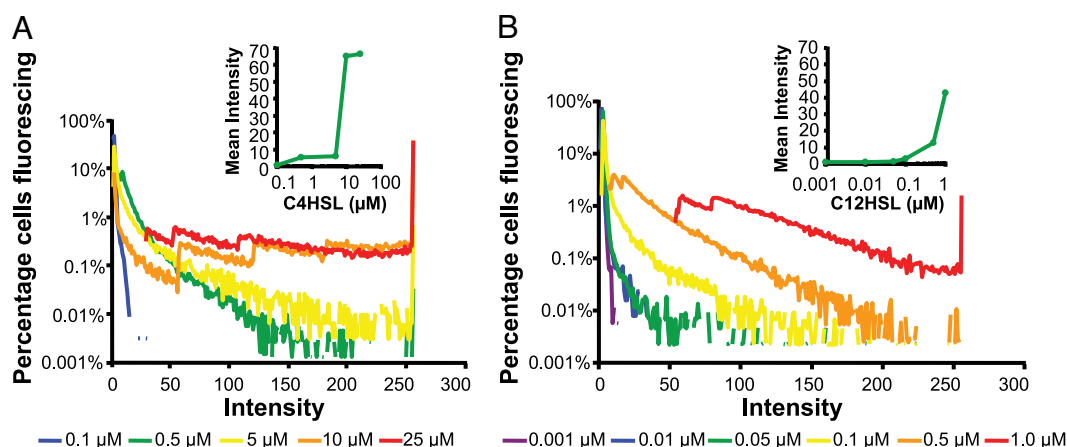 A
Percentage cells fluorescing
100%
10%
1%
0.1%
0.01%
0.001%
0 50 100 150 200 250 300
Intensity
Mean Intensity
70
60
50
40
30
20
10
0
0.1 1 10 100
C4HSL (µM)
0.1 µM 0.5 µM 5 µM 10 µM 25 µM
B
Percentage cells fluorescing
100%
10%
1%
0.1%
0.01%
0.001%
0 50 100 150 200 250 300
Intensity
Mean Intensity
70
60
50
40
30
20
10
0
0.001 0.01 0.1 1
C12HSL (µM)
0.001 µM 0.01 µM 0.05 µM 0.1 µM 0.5 µM 1.0 µM